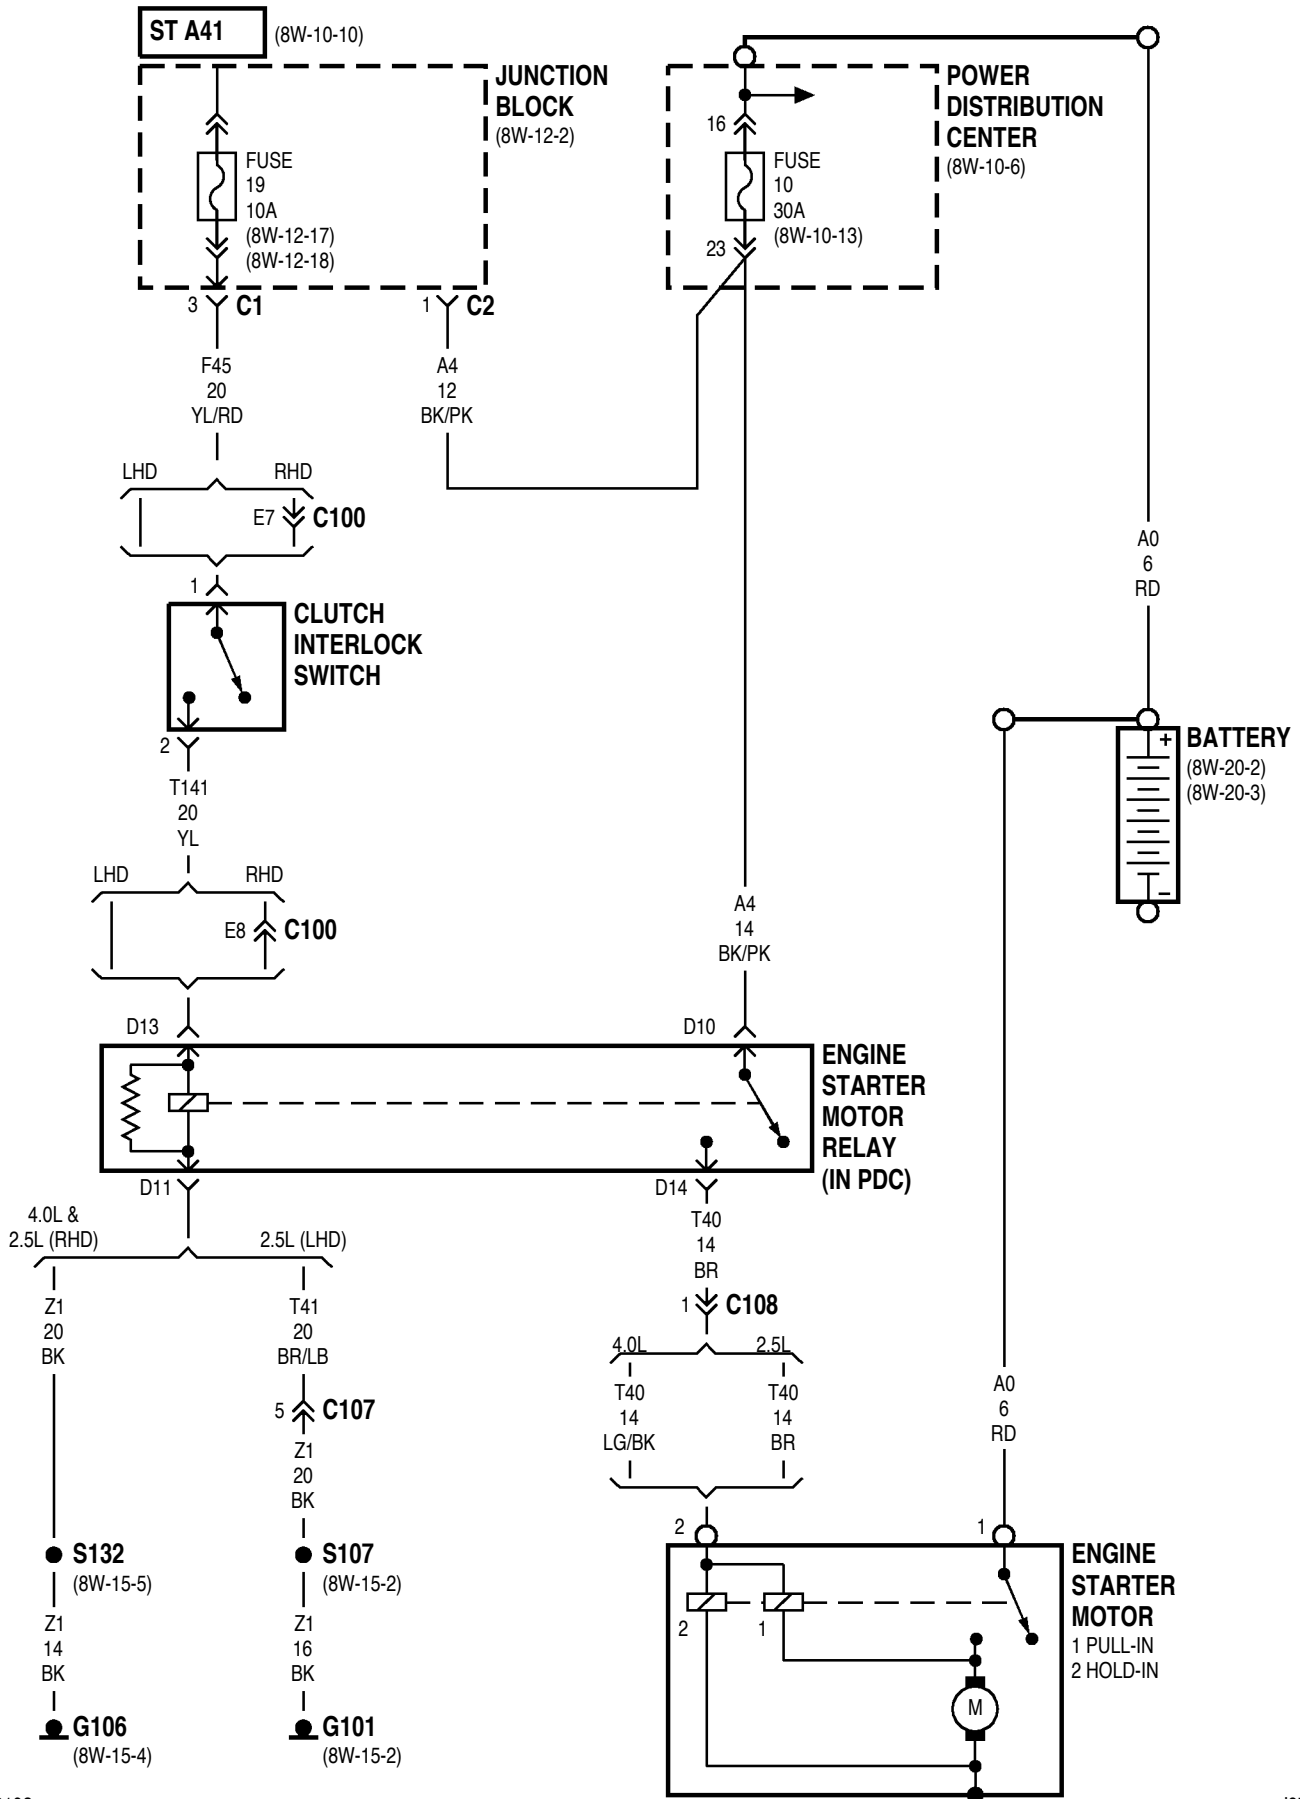 ST A41 (8W-10-10)
JUNCTION
BLOCK
(8W-12-2)
FUSE
19
10A
(8W-12-17)
(8W-12-18)
3 C1
1 C2
POWER
DISTRIBUTION
CENTER
(8W-10-6)
16
FUSE
10
30A
(8W-10-13)
23
F45
20
YL/RD
A4
12
BK/PK
LHD RHD
E7 C100
A0
6
RD
1
CLUTCH
INTERLOCK
SWITCH
2
T141
20
YL
+ BATTERY
(8W-20-2)
(8W-20-3)
−
LHD RHD
E8 C100
A4
14
BK/PK
D13 D10
ENGINE
STARTER
MOTOR
RELAY
(IN PDC)
D11 D14
4.0L &
2.5L (RHD) 2.5L (LHD)
Z1
20
BK
T41
20
BR/LB
5 C107
Z1
20
BK
T40
14
BR
1 C108
4.0L 2.5L
T40
14
LG/BK
T40
14
BR
A0
6
RD
S132
(8W-15-5)
S107
(8W-15-2)
Z1
14
BK
Z1
16
BK
G106
(8W-15-4)
G101
(8W-15-2)
2 1
ENGINE
STARTER
MOTOR
1 PULL-IN
2 HOLD-IN
2 1
M